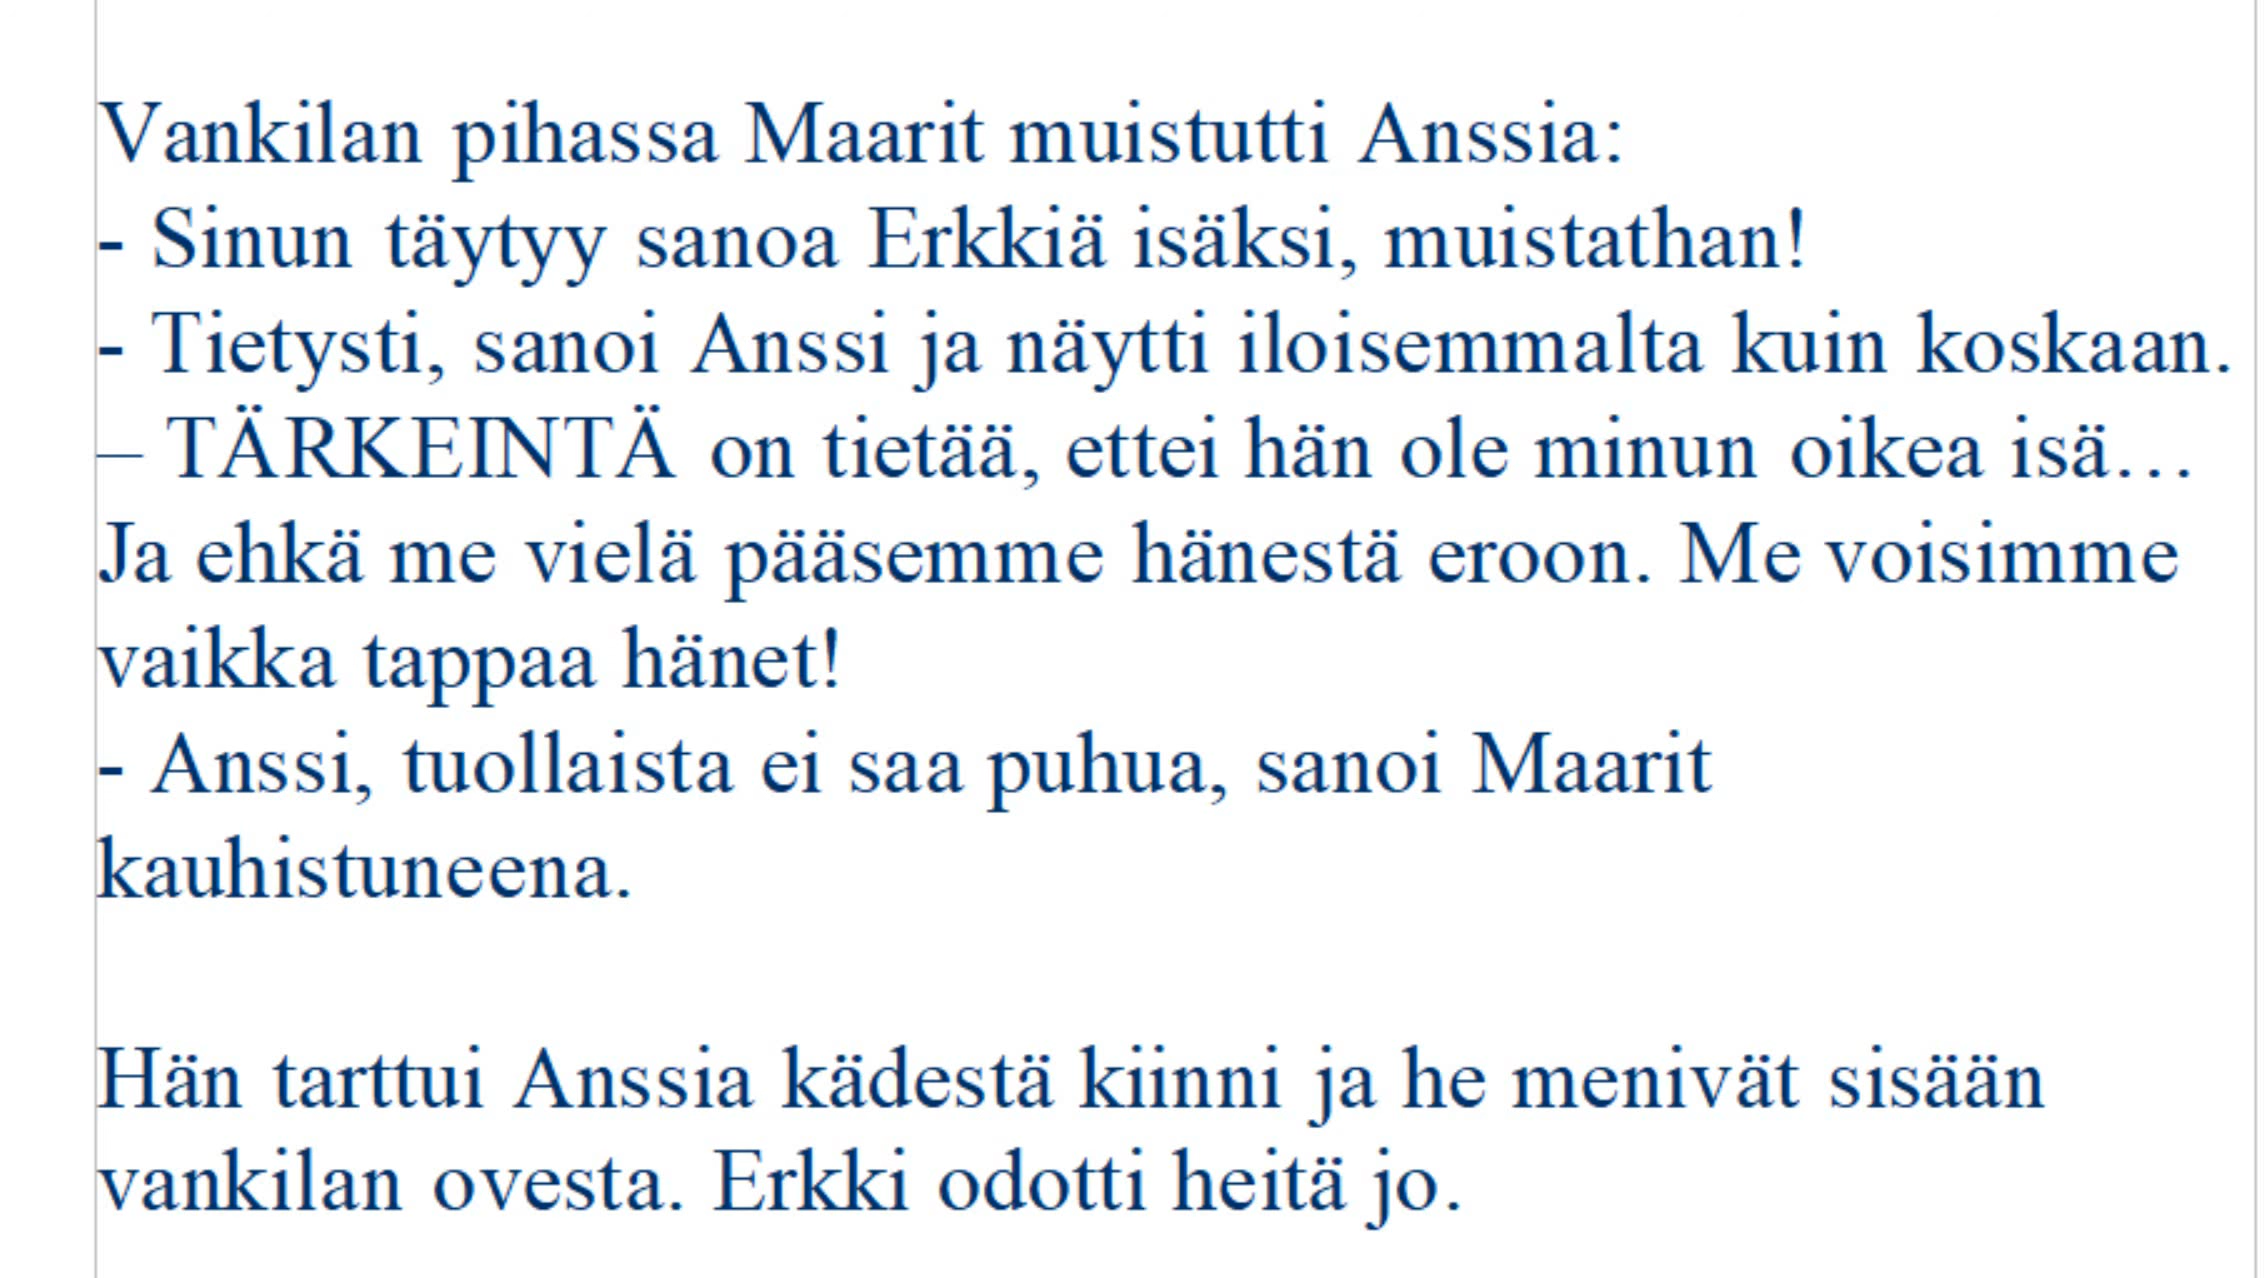 Vankilan pihassa Maarit muistutti Anssia:
- Sinun täytyy sanoa Erkkiä isäksi, muistathan!
- Tietysti, sanoi Anssi ja näytti iloisemmalta kuin koskaan.
– TÄRKEINTÄ on tietää, ettei hän ole minun oikea isä…
Ja ehkä me vielä pääsemme hänestä eroon. Me voisimme
vaikka tappaa hänet!
- Anssi, tuollaista ei saa puhua, sanoi Maarit
kauhistuneena.
Hän tarttui Anssia kädestä kiinni ja he menivät sisään
vankilan ovesta. Erkki odotti heitä jo.